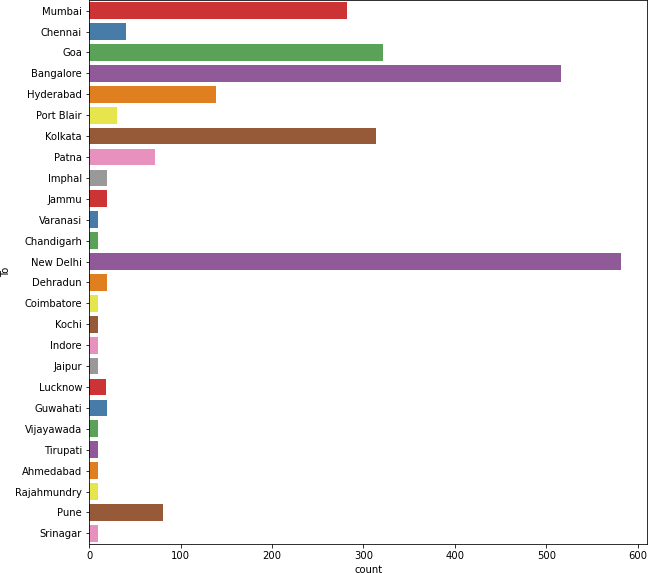 Mumbai
Chennai
Goa
Bangalore
Hyderabad
Port Blair
Kolkata
Patna
Imphal
Jammu
Varanasi
Chandigarh
New Delhi
To
Dehradun
Coimbatore
Kochi
Indore
Jaipur
Lucknow
Guwahati
Vijayawada
Tirupati
Ahmedabad
Rajahmundry
Pune
Srinagar
0 100 200 300 400 500 600
count